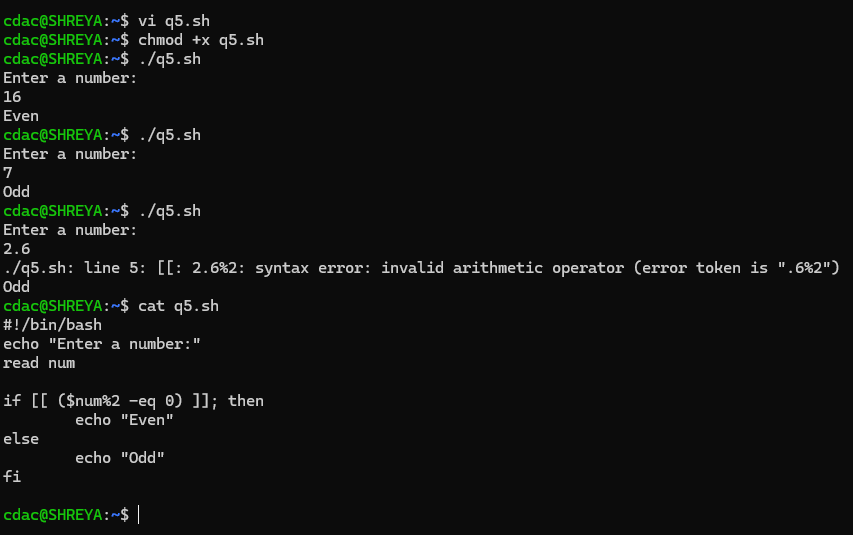 cdac@SHREYA:~$ vi q5.sh
cdac@SHREYA:~$ chmod +x q5.sh
cdac@SHREYA:~$ ./q5.sh
Enter a number:
16
Even
cdac@SHREYA:~$ ./q5.sh
Enter a number:
7
Odd
cdac@SHREYA:~$ ./q5.sh
Enter a number:
2.6
./q5.sh: line 5: [[: 2.6%2: syntax error: invalid arithmetic operator (error token is ".6%2")
Odd
cdac@SHREYA:~$ cat q5.sh
#!/bin/bash
echo "Enter a number:"
read num

if [[ ($num%2 -eq 0) ]]; then
        echo "Even"
else
        echo "Odd"
fi

cdac@SHREYA:~$